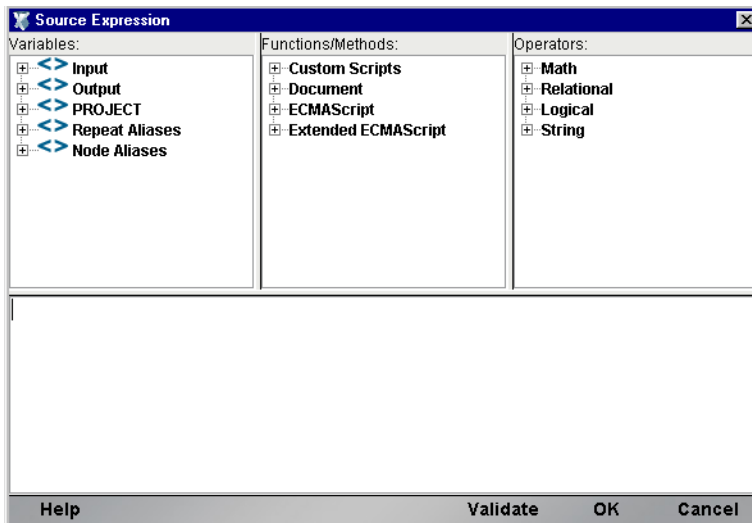 Source Expression
Variables:
Input
Output
PROJECT
Repeat Aliases
Node Aliases
Functions/Methods:
Custom Scripts
Document
ECMAScript
Extended ECMAScript
Operators:
Math
Relational
Logical
String
Help Validate OK Cancel